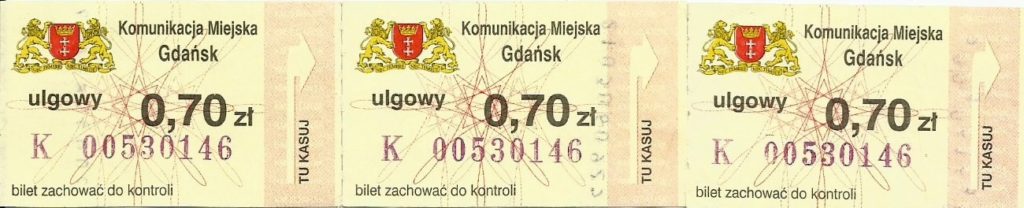 Komunikacja Miejska
Gdańsk
ulgowy 0,70 zł
K 00530146
bilet zachować do kontroli
TU KASUJ
Komunikacja Miejska
Gdańsk
ulgowy 0,70 zł
K 00530146
bilet zachować do kontroli
TU KASUJ
Komunikacja Miejska
Gdańsk
ulgowy 0,70 zł
K 00530146
bilet zachować do kontroli
TU KASUJ